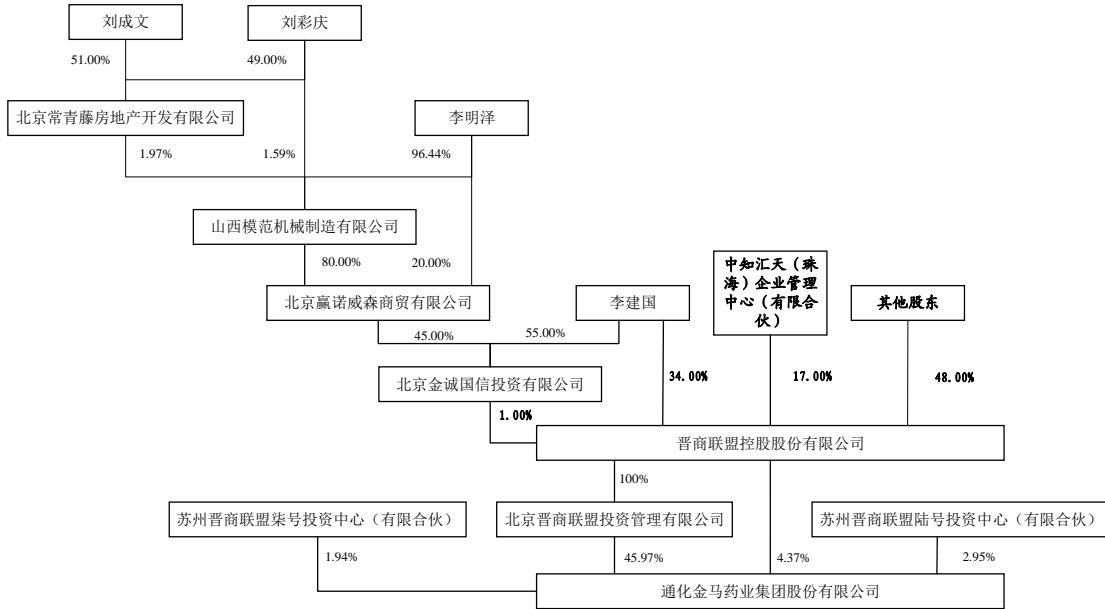 刘成文
刘彩庆
51.00%
49.00%
北京常青藤房地产开发有限公司
李明泽
1.97%
1.59%
96.44%
山西模范机械制造有限公司
80.00%
20.00%
中知汇天（珠
海）企业管理
中心（有限合
伙）
北京赢诺威森商贸有限公司
李建国
其他股东
45.00%
55.00%
北京金诚国信投资有限公司
34.00%
17.00%
48.00%
1.00%
晋商联盟控股股份有限公司
100%
苏州晋商联盟柒号投资中心（有限合伙）
北京晋商联盟投资管理有限公司
苏州晋商联盟陆号投资中心（有限合伙）
1.94%
45.97%
4.37%
2.95%
通化金马药业集团股份有限公司